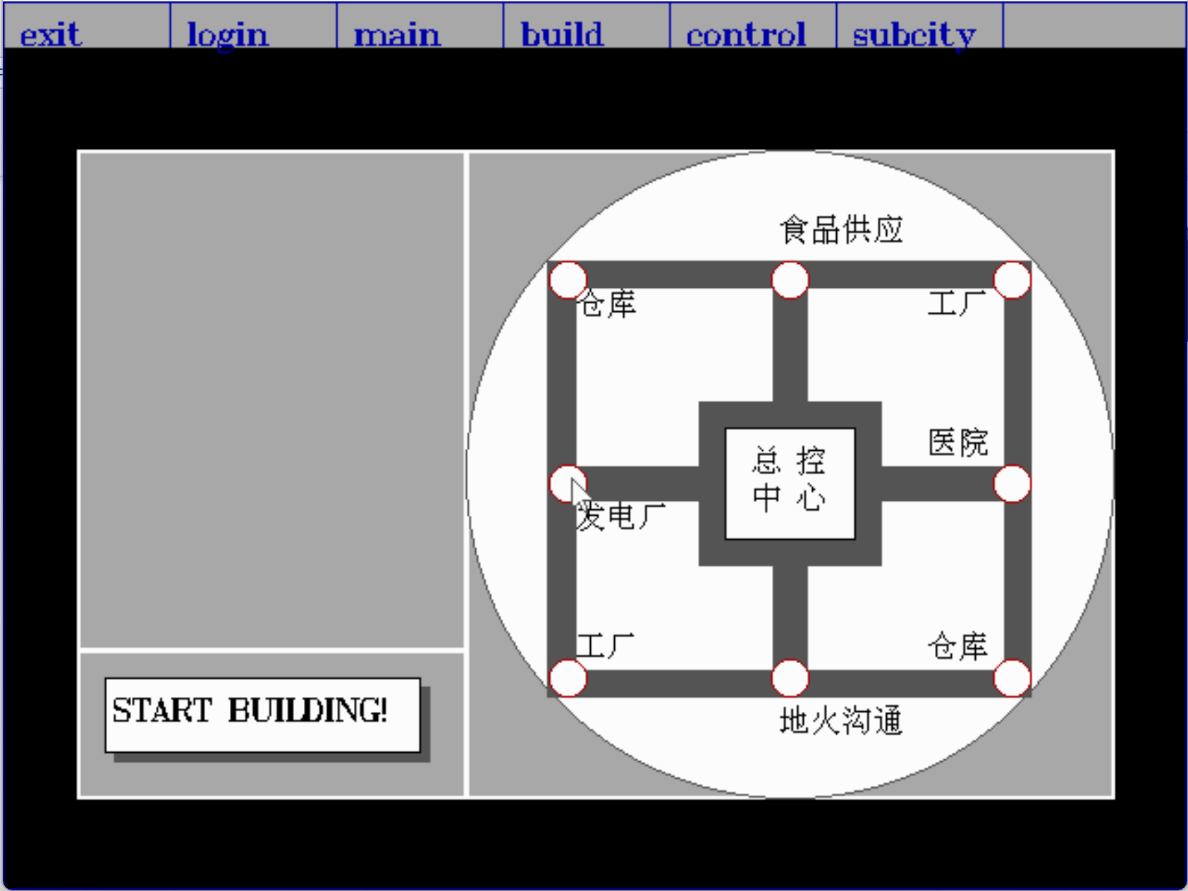 exit login main build control subcity
食品供应
仓库 工厂
医院
总 控
中 心
发电厂
工厂 仓库
START BUILDING!
地火沟通